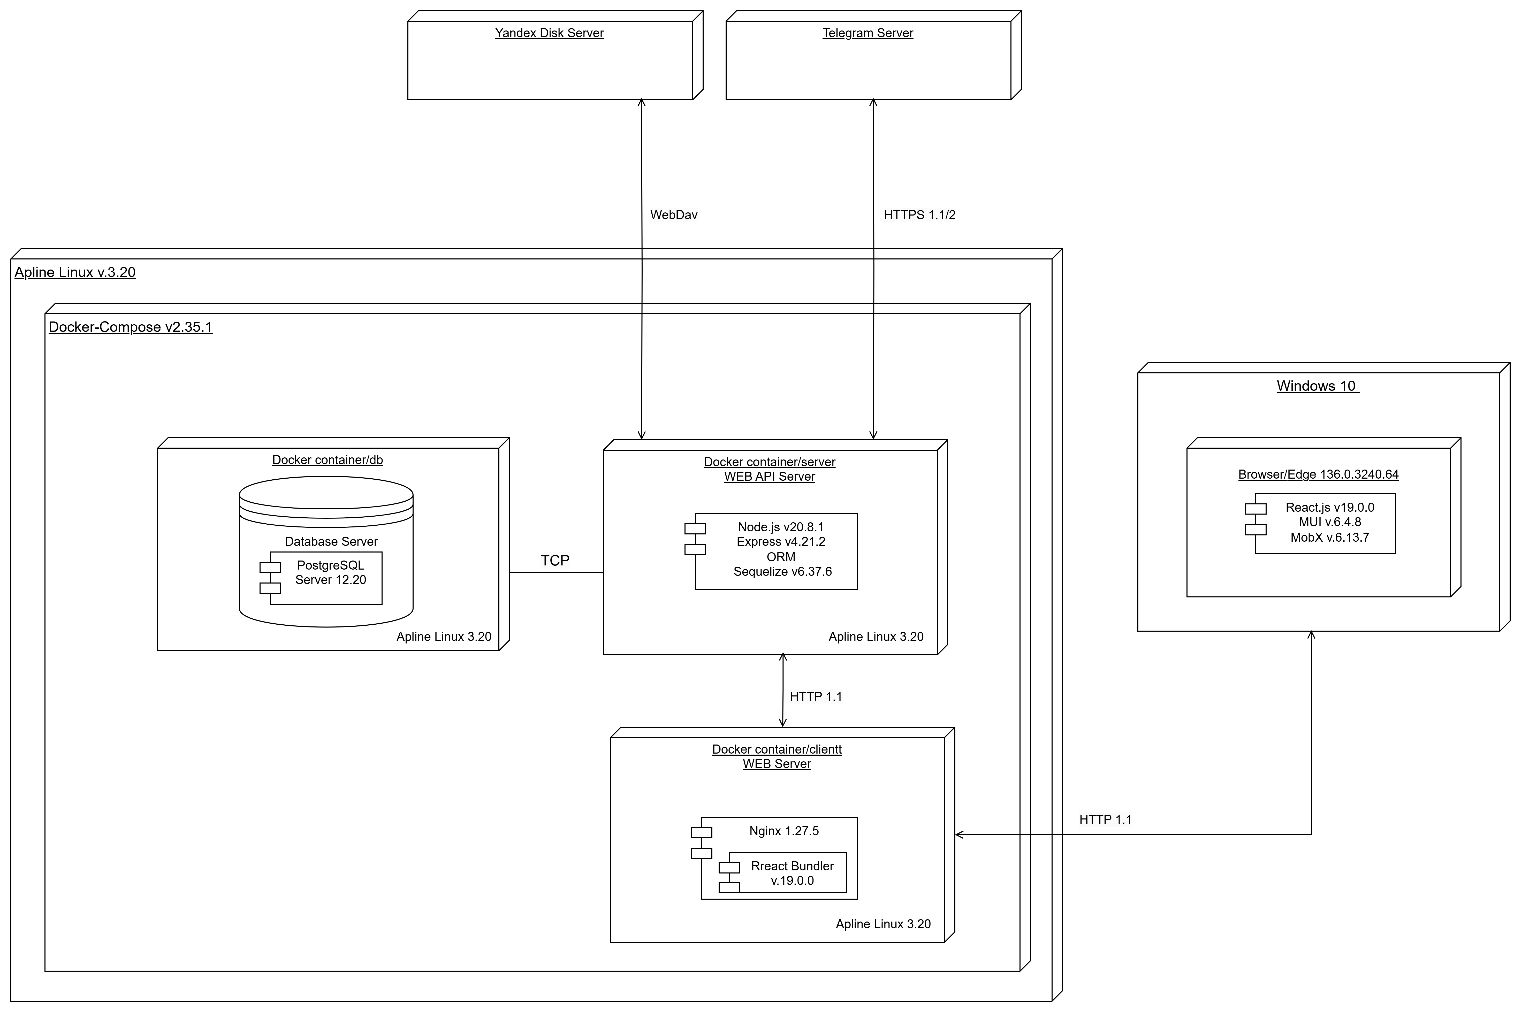 Yandex Disk Server
Telegram Server
WebDav
HTTPS 1.1/2
Apline Linux v.3.20
Docker-Compose v2.35.1
Docker container/db
Database Server
PostgreSQL
Server 12.20
Apline Linux 3.20
TCP
Docker container/server
WEB API Server
Node.js v20.8.1
Express v4.21.2
ORM
Sequelize v6.37.6
Apline Linux 3.20
Windows 10
Browser/Edge 136.0.3240.64
React.js v19.0.0
MUI v.6.4.8
MobX v.6.13.7
HTTP 1.1
Docker container/clientt
WEB Server
Nginx 1.27.5
Rreact Bundler
v.19.0.0
Apline Linux 3.20
HTTP 1.1